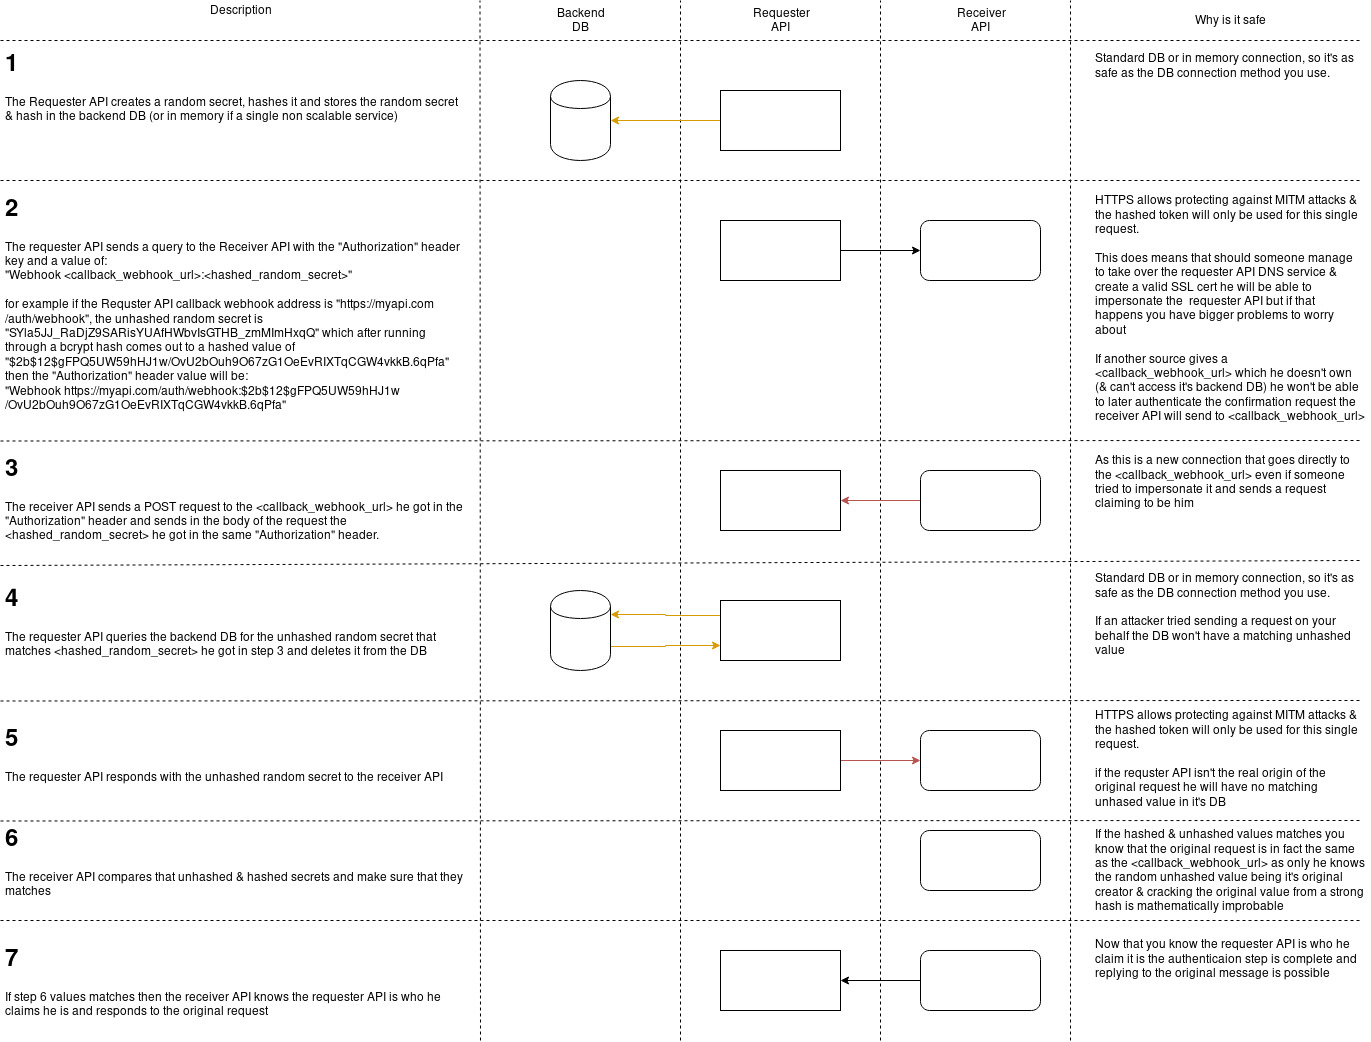 Description
Backend
DB
Requester
API
Receiver
API
Why is it safe
1
The Requester API creates a random secret, hashes it and stores the random secret
& hash in the backend DB (or in memory if a single non scalable service)
Standard DB or in memory connection, so it's as
safe as the DB connection method you use.
2
The requester API sends a query to the Receiver API with the "Authorization" header
key and a value of:
"Webhook <callback_webhook_url>:<hashed_random_secret>"
for example if the Requster API callback webhook address is "https://myapi.com
/auth/webhook", the unhashed random secret is
"SYla5JJ_RaDjZ9SARisYUAfHWbvIsGTHB_zmMImHxqQ" which after running
through a bcrypt hash comes out to a hashed value of
"$2b$12$gFPQ5UW59hHJ1w/OvU2bOuh9O67zG1OeEvRIXTqCGW4vkkB.6qPfa"
then the "Authorization" header value will be:
"Webhook https://myapi.com/auth/webhook:$2b$12$gFPQ5UW59hHJ1w
/OvU2bOuh9O67zG1OeEvRIXTqCGW4vkkB.6qPfa"
HTTPS allows protecting against MITM attacks &
the hashed token will only be used for this single
request.
This does means that should someone manage
to take over the requester API DNS service &
create a valid SSL cert he will be able to
impersonate the  requester API but if that
happens you have bigger problems to worry
about
If another source gives a
<callback_webhook_url> which he doesn't own
(& can't access it's backend DB) he won't be able
to later authenticate the confirmation request the
receiver API will send to <callback_webhook_url>
3
The receiver API sends a POST request to the <callback_webhook_url> he got in the
"Authorization" header and sends in the body of the request the
<hashed_random_secret> he got in the same "Authorization" header.
As this is a new connection that goes directly to
the <callback_webhook_url> even if someone
tried to impersonate it and sends a request
claiming to be him
4
The requester API queries the backend DB for the unhashed random secret that
matches <hashed_random_secret> he got in step 3 and deletes it from the DB
Standard DB or in memory connection, so it's as
safe as the DB connection method you use.
If an attacker tried sending a request on your
behalf the DB won't have a matching unhashed
value
5
The requester API responds with the unhashed random secret to the receiver API
HTTPS allows protecting against MITM attacks &
the hashed token will only be used for this single
request.
if the requster API isn't the real origin of the
original request he will have no matching
unhased value in it's DB
6
The receiver API compares that unhashed & hashed secrets and make sure that they
matches
If the hashed & unhashed values matches you
know that the original request is in fact the same
as the <callback_webhook_url> as only he knows
the random unhashed value being it's original
creator & cracking the original value from a strong
hash is mathematically improbable
7
If step 6 values matches then the receiver API knows the requester API is who he
claims he is and responds to the original request
Now that you know the requester API is who he
claim it is the authenticaion step is complete and
replying to the original message is possible